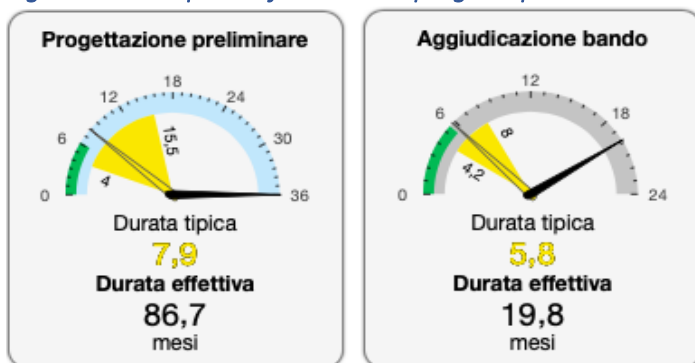 Progettazione preliminare
0
6
12
18
24
30
36
4
15,5
Durata tipica
7,9
Durata effettiva
86,7
mesi
Aggiudicazione bando
0
6
12
18
24
4,2
8
Durata tipica
5,8
Durata effettiva
19,8
mesi